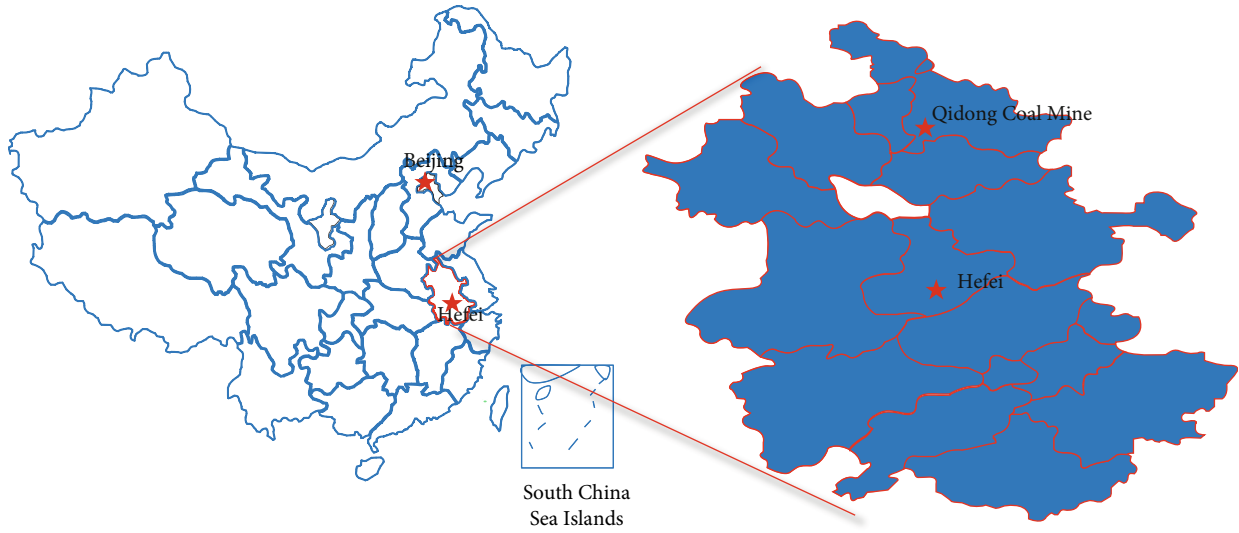 Beijing
Hefei
South China
Sea Islands
Qidong Coal Mine
Hefei